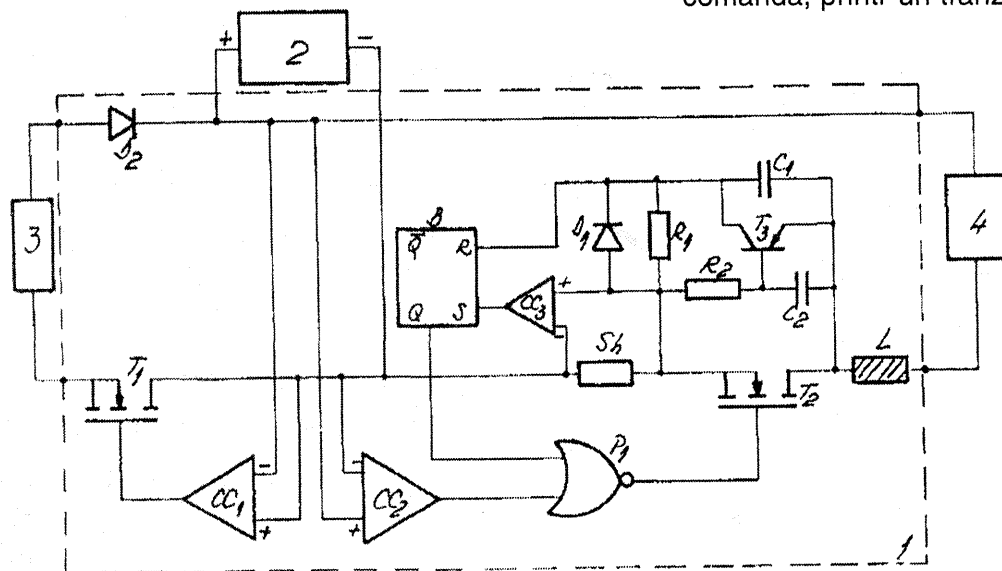 comanda, printr-un tranz
+ 2 -
D2
3
4
B
Q̅ R
Q S
D1
R1
C1
T3
R2
C2
CC3
+
-
Sh
L
T1
T2
CC1
-
+
CC2
-
+
P1
1